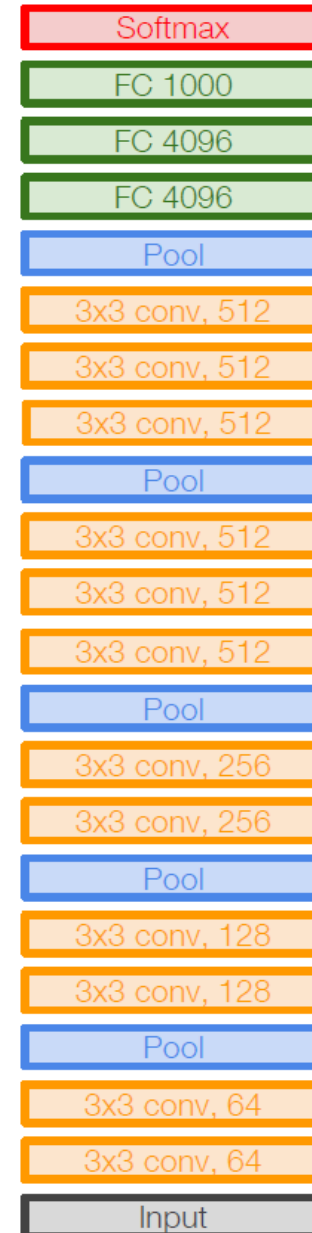 Softmax
FC 1000
FC 4096
FC 4096
Pool
3x3 conv, 512
3x3 conv, 512
3x3 conv, 512
Pool
3x3 conv, 512
3x3 conv, 512
3x3 conv, 512
Pool
3x3 conv, 256
3x3 conv, 256
Pool
3x3 conv, 128
3x3 conv, 128
Pool
3x3 conv, 64
3x3 conv, 64
Input